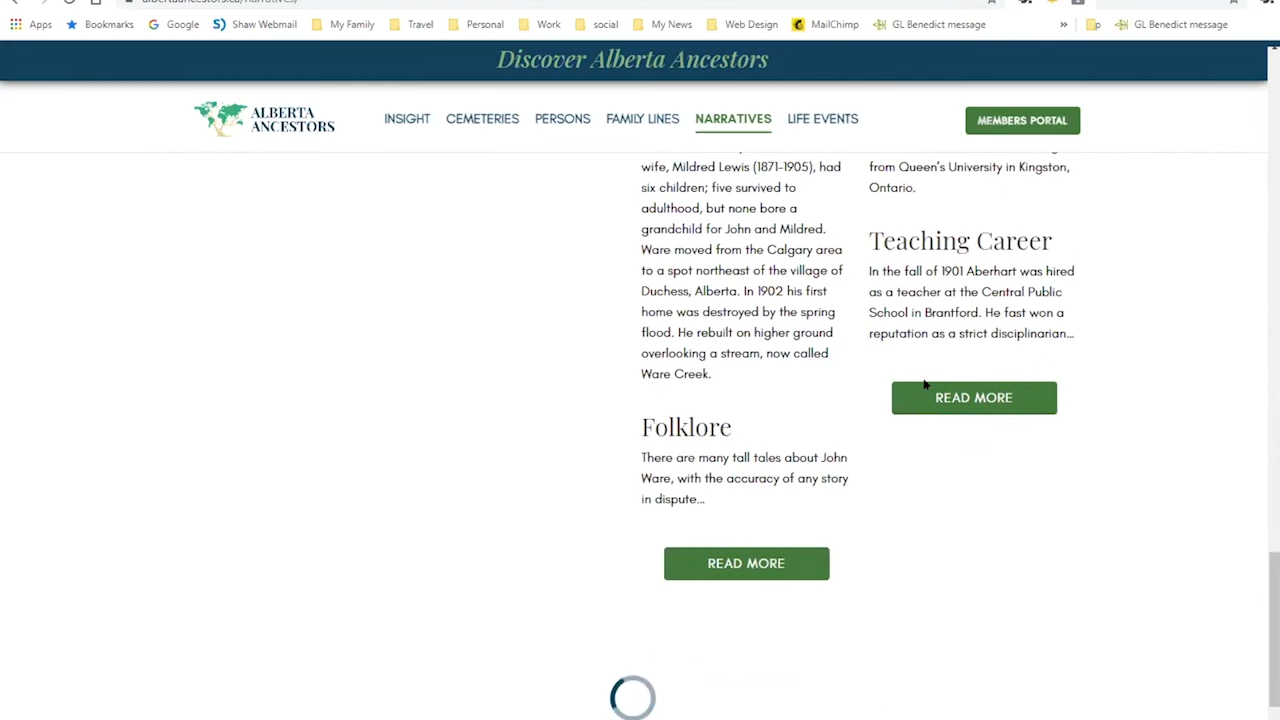 Apps Bookmarks Google Shaw Webmail My Family Travel Personal Work social My News Web Design MailChimp GL Benedict message » GL Benedict message
Discover Alberta Ancestors
ALBERTA
ANCESTORS
INSIGHT CEMETERIES PERSONS FAMILY LINES NARRATIVES LIFE EVENTS
MEMBERS PORTAL
wife, Mildred Lewis (1871-1905), had
six children; five survived to
adulthood, but none bore a
grandchild for John and Mildred.
Ware moved from the Calgary area
to a spot northeast of the village of
Duchess, Alberta. In 1902 his first
home was destroyed by the spring
flood. He rebuilt on higher ground
overlooking a stream, now called
Ware Creek.
Folklore
There are many tall tales about John
Ware, with the accuracy of any story
in dispute…
READ MORE
from Queen's University in Kingston,
Ontario.
Teaching Career
In the fall of 1901 Aberhart was hired
as a teacher at the Central Public
School in Brantford. He fast won a
reputation as a strict disciplinarian…
READ MORE